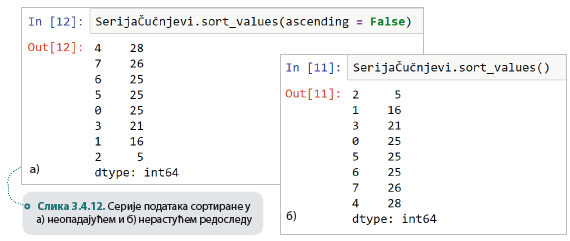 In [12]: SerijaČučnjevi.sort_values(ascending = False)
Out[12]: 4    28
7    26
6    25
5    25
0    25
3    21
1    16
2     5
dtype: int64
а)
In [11]: SerijaČučnjevi.sort_values()
Out[11]: 2     5
1    16
3    21
0    25
5    25
6    25
7    26
4    28
dtype: int64
б)
Слика 3.4.12. Серије података сортиране у
а) неопадајућем и б) нерастућем редоследу